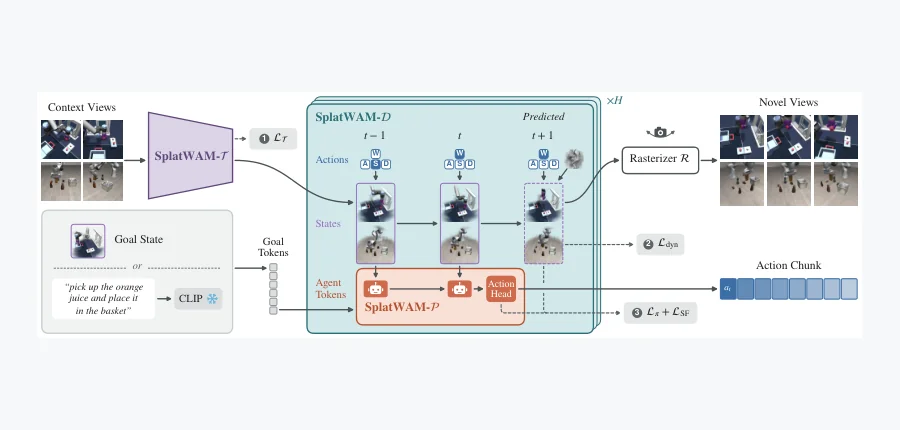 Context Views
SplatWAM-𝒯
❶ ℒ𝒯
Goal State
or
"pick up the orange
juice and place it
in the basket"
CLIP
Goal
Tokens
SplatWAM-𝒟
Predicted
×H
t − 1
t
t + 1
Actions
W
A S D
W
A S D
W
A S D
States
Agent
Tokens
Action
Head
SplatWAM-𝒫
Novel Views
Rasterizer ℛ
❷ ℒdyn
Action Chunk
❸ ℒπ + ℒSF